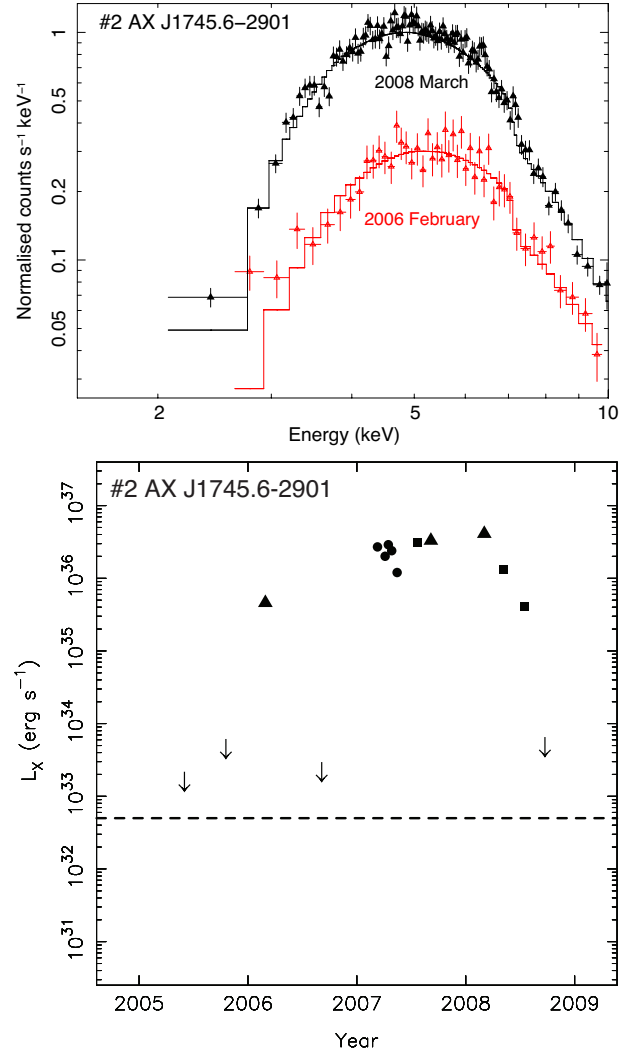 #2 AX J1745.6–2901
1
0.5
0.2
0.1
0.05
Normalised counts s⁻¹ keV⁻¹
2008 March
2006 February
2 5 10
Energy (keV)
#2 AX J1745.6-2901
10³⁷
10³⁶
10³⁵
10³⁴
10³³
10³²
10³¹
L_X (erg s⁻¹)
2005 2006 2007 2008 2009
Year